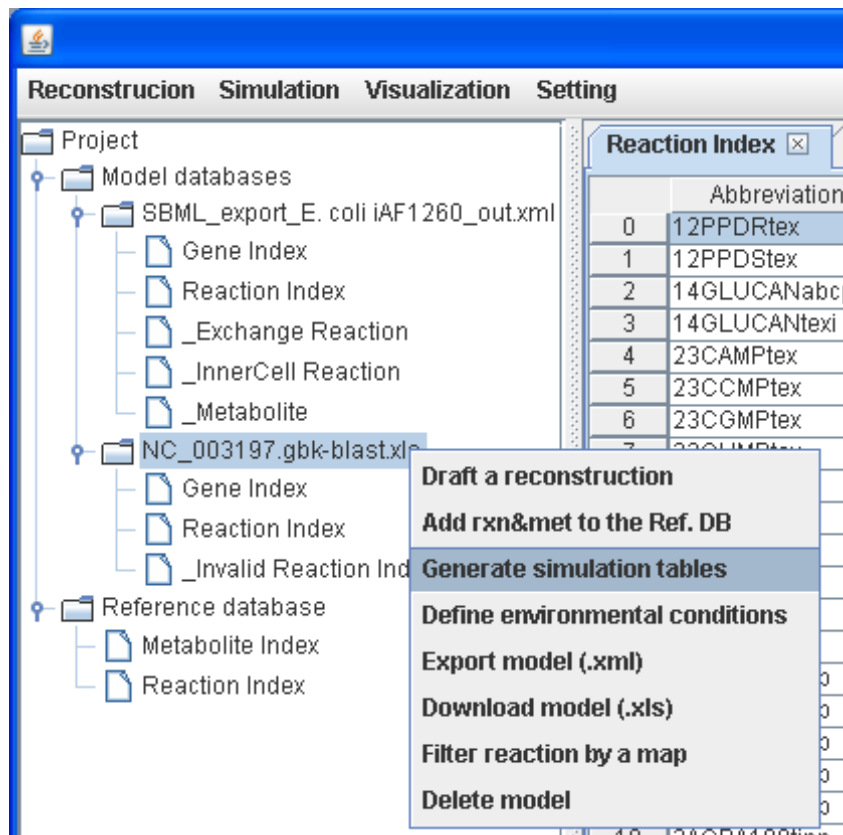 Reconstrucion Simulation Visualization Setting
Project
Model databases
SBML_export_E. coli iAF1260_out.xml
Gene Index
Reaction Index
_Exchange Reaction
_InnerCell Reaction
_Metabolite
NC_003197.gbk-blast.xls
Gene Index
Reaction Index
_Invalid Reaction Ind
Reference database
Metabolite Index
Reaction Index
Reaction Index
Abbreviation
0 12PPDRtex
1 12PPDStex
2 14GLUCANabc
3 14GLUCANtexi
4 23CAMPtex
5 23CCMPtex
6 23CGMPtex
7
Draft a reconstruction
Add rxn&met to the Ref. DB
Generate simulation tables
Define environmental conditions
Export model (.xml)
Download model (.xls)
Filter reaction by a map
Delete model